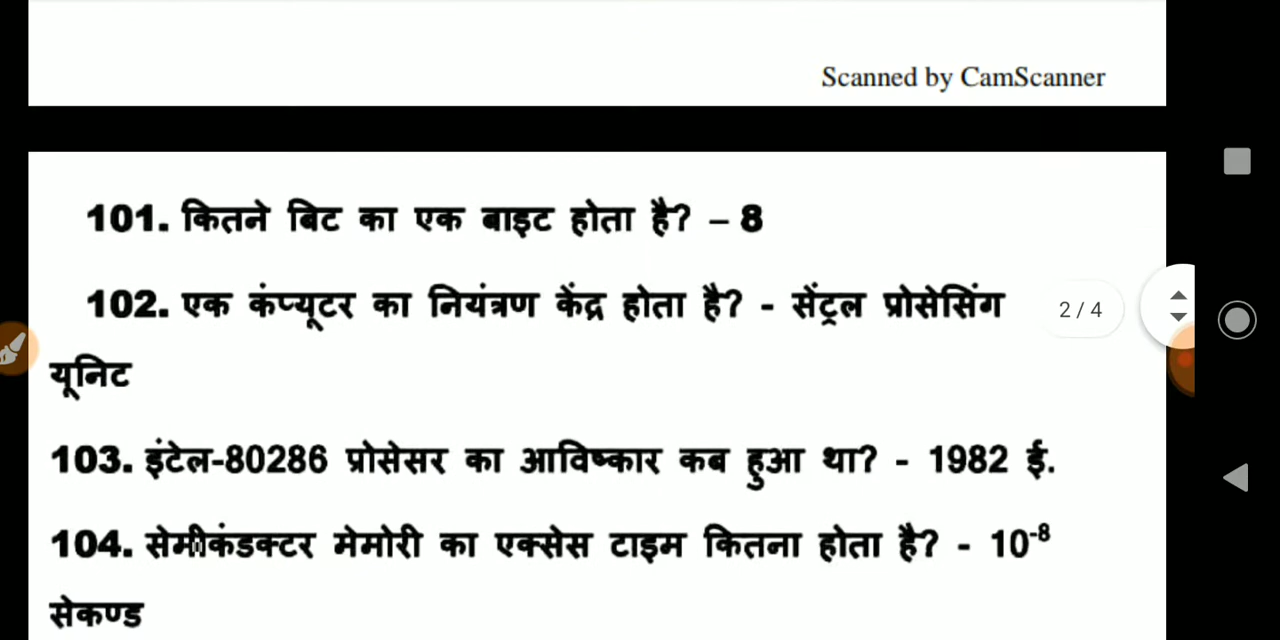 Scanned by CamScanner
101. कितने बिट का एक बाइट होता है? – 8
102. एक कंप्यूटर का नियंत्रण केंद्र होता है? - सेंट्रल प्रोसेसिंग
2 / 4
यूनिट
103. इंटेल-80286 प्रोसेसर का आविष्कार कब हुआ था? - 1982 ई.
104. सेमीकंडक्टर मेमोरी का एक्सेस टाइम कितना होता है? - 10⁻⁸
सेकण्ड